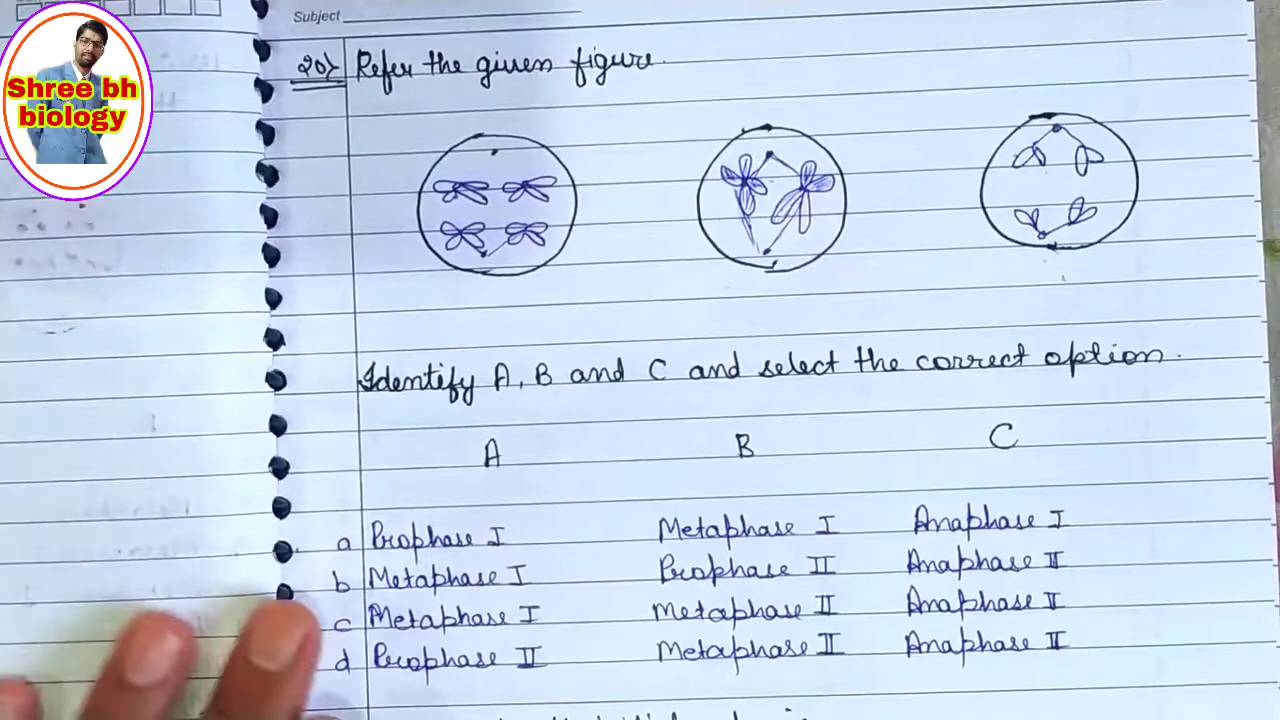 Subject
Shree bh
biology
20) Refer the given figure.
Identify A, B and C and select the correct option.
A B C
a Prophase I Metaphase I Anaphase I
b Metaphase I Prophase II Anaphase II
c Metaphase I Metaphase II Anaphase II
d Prophase II Metaphase II Anaphase II